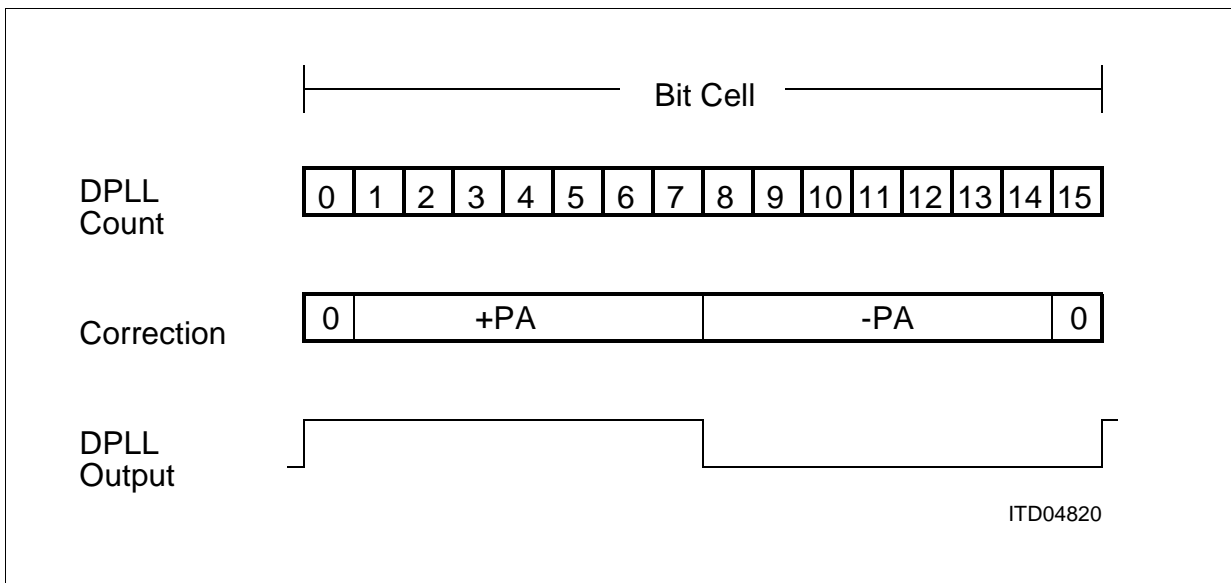 Bit Cell
DPLL
Count
0 1 2 3 4 5 6 7 8 9 10 11 12 13 14 15
Correction
0 +PA -PA 0
DPLL
Output
ITD04820